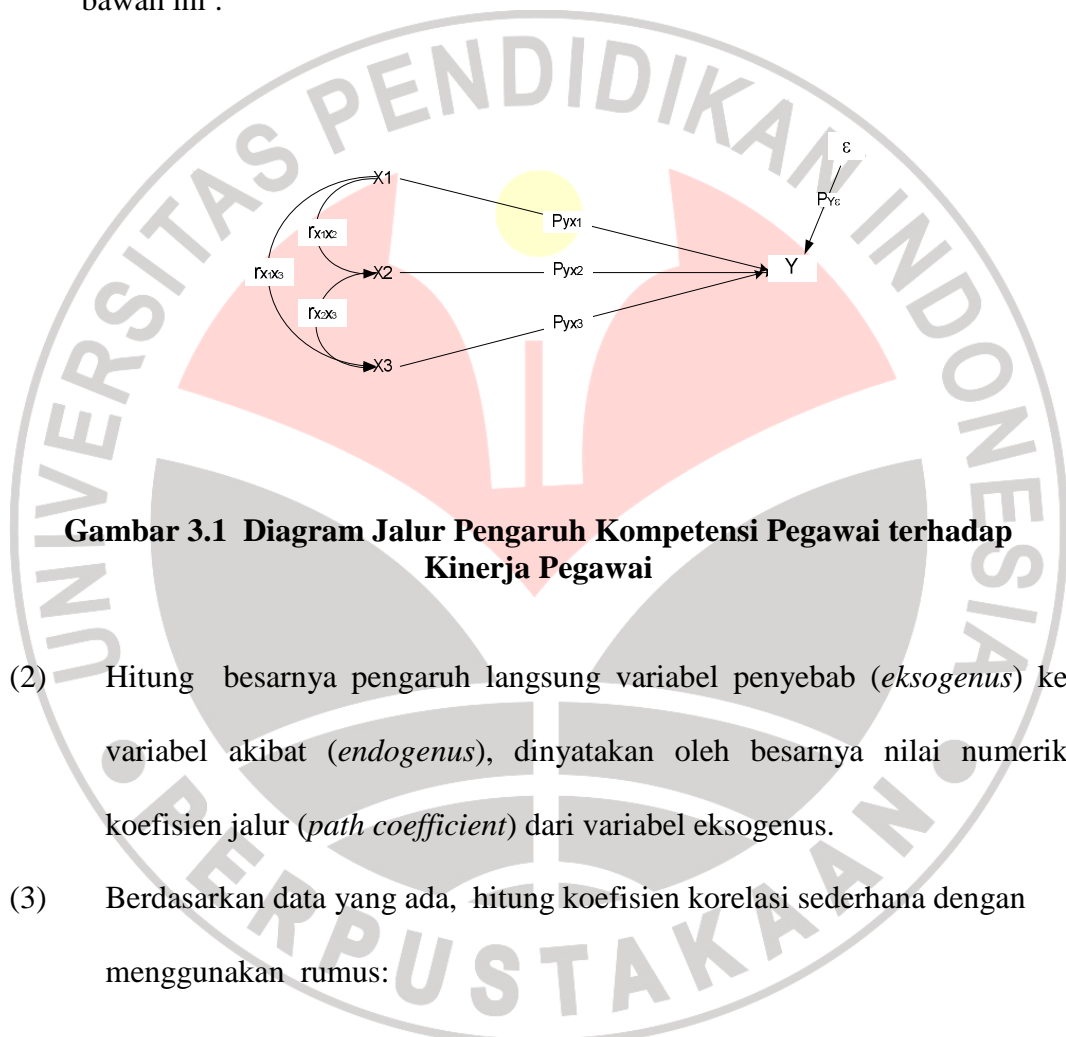 bawah ini :
UNIVERSITAS PENDIDIKAN INDONESIA
ε
PYε
X1
Pyx1
rx1x2
rx1x3
X2
Pyx2
Y
rx2x3
Pyx3
X3
Gambar 3.1 Diagram Jalur Pengaruh Kompetensi Pegawai terhadap
Kinerja Pegawai
(2) Hitung besarnya pengaruh langsung variabel penyebab (eksogenus) ke
variabel akibat (endogenus), dinyatakan oleh besarnya nilai numerik
koefisien jalur (path coefficient) dari variabel eksogenus.
(3) Berdasarkan data yang ada, hitung koefisien korelasi sederhana dengan
menggunakan rumus:
PERPUSTAKAAN